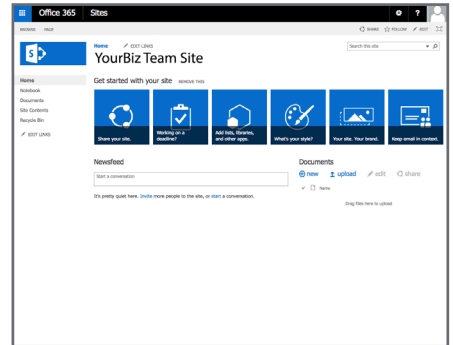 Office 365 Sites ?
BROWSE PAGE SHARE FOLLOW EDIT
S
Home EDIT LINKS Search this site
YourBiz Team Site
Home
Notebook
Documents
Site Contents
Recycle Bin
EDIT LINKS
Get started with your site REMOVE THIS
Share your site.
Working on a
deadline?
Add lists, libraries,
and other apps.
What's your style?
Your site. Your brand.
Keep email in context.
Newsfeed
Start a conversation
It's pretty quiet here. Invite more people to the site, or start a conversation.
Documents
new upload edit share
Name
Drag files here to upload